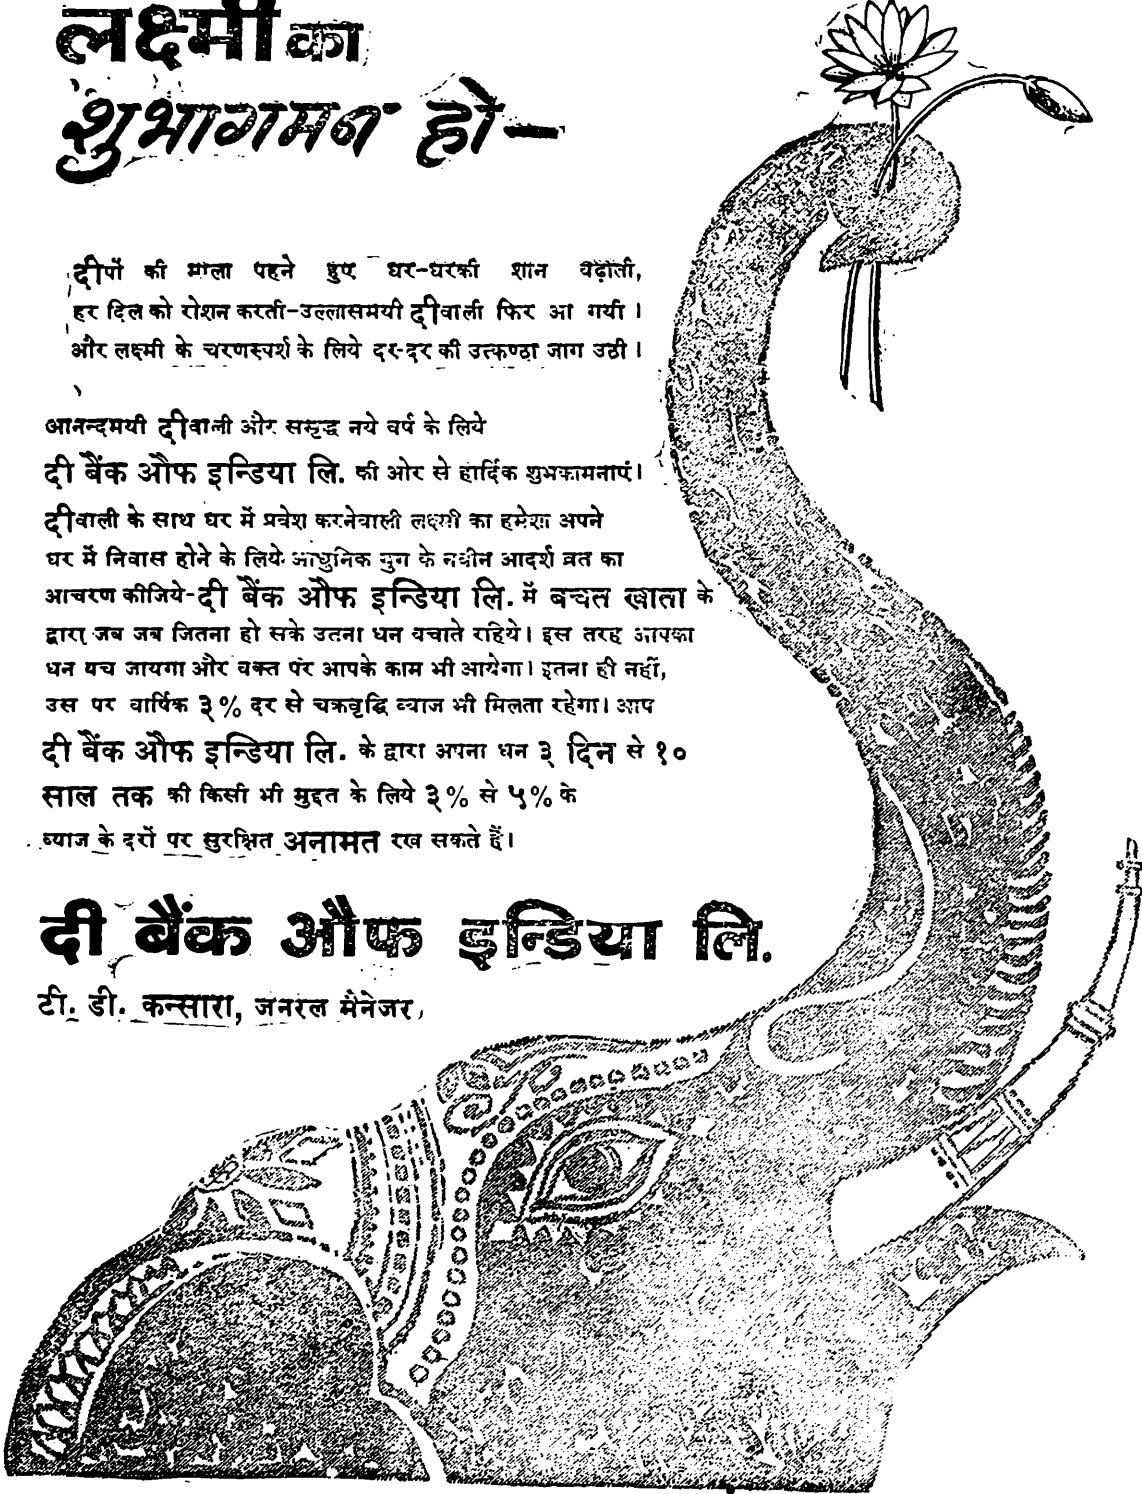 लक्ष्मी का
शुभागमन हो-
दीपों की माला पहने हुए घर-घरकी शान बढ़ाती,
हर दिल को रोशन करती-उल्लासमयी दीवाली फिर आ गयी।
और लक्ष्मी के चरणस्पर्श के लिये दर-दर की उत्कण्ठा जाग उठी।
आनन्दमयी दीवाली और समृद्ध नये वर्ष के लिये
दी बैंक औफ इन्डिया लि. की ओर से हार्दिक शुभकामनाएं।
दीवाली के साथ घर में प्रवेश करनेवाली लक्ष्मी का हमेशा अपने
घर में निवास होने के लिये आधुनिक युग के नवीन आदर्श व्रत का
आचरण कीजिये-दी बैंक औफ इन्डिया लि. में बचत खाता के
द्वारा जब जब जितना हो सके उतना धन बचाते रहिये। इस तरह आपका
धन बच जायगा और वक्त पर आपके काम भी आयेगा। इतना ही नहीं,
उस पर वार्षिक ३% दर से चक्रवृद्धि ब्याज भी मिलता रहेगा। आप
दी बैंक औफ इन्डिया लि. के द्वारा अपना धन ३ दिन से १०
साल तक की किसी भी मुद्दत के लिये ३% से ५% के
ब्याज के दरों पर सुरक्षित अनामत रख सकते हैं।
दी बैंक औफ इन्डिया लि.
टी. डी. कन्सारा, जनरल मैनेजर,